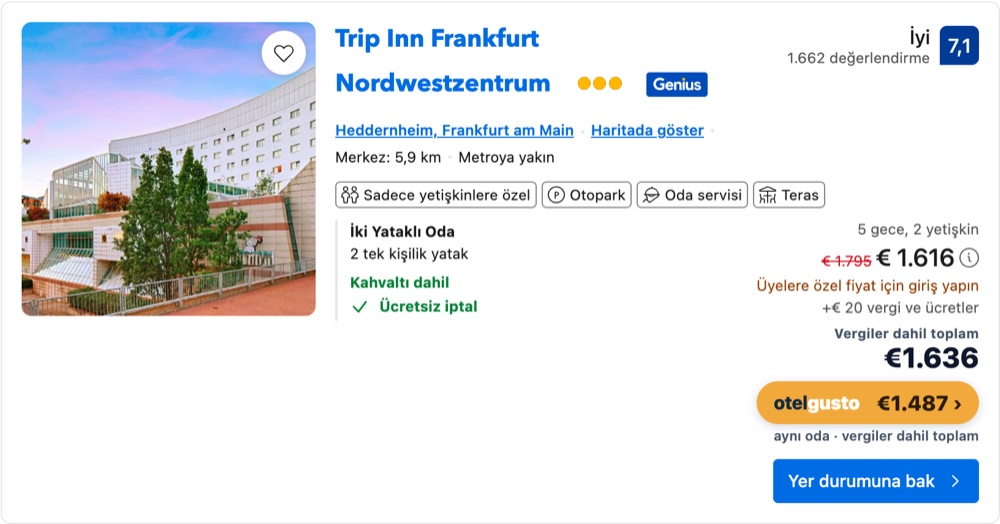 Trip Inn Frankfurt
Nordwestzentrum
Genius
Heddernheim, Frankfurt am Main · Haritada göster
Merkez: 5,9 km · Metroya yakın
Sadece yetişkinlere özel
Otopark
Oda servisi
Teras
İki Yataklı Oda
2 tek kişilik yatak
Kahvaltı dahil
Ücretsiz iptal
İyi
1.662 değerlendirme
7,1
5 gece, 2 yetişkin
€ 1.795 € 1.616
Üyelere özel fiyat için giriş yapın
+€ 20 vergi ve ücretler
Vergiler dahil toplam
€1.636
otelgusto €1.487 ›
aynı oda · vergiler dahil toplam
Yer durumuna bak